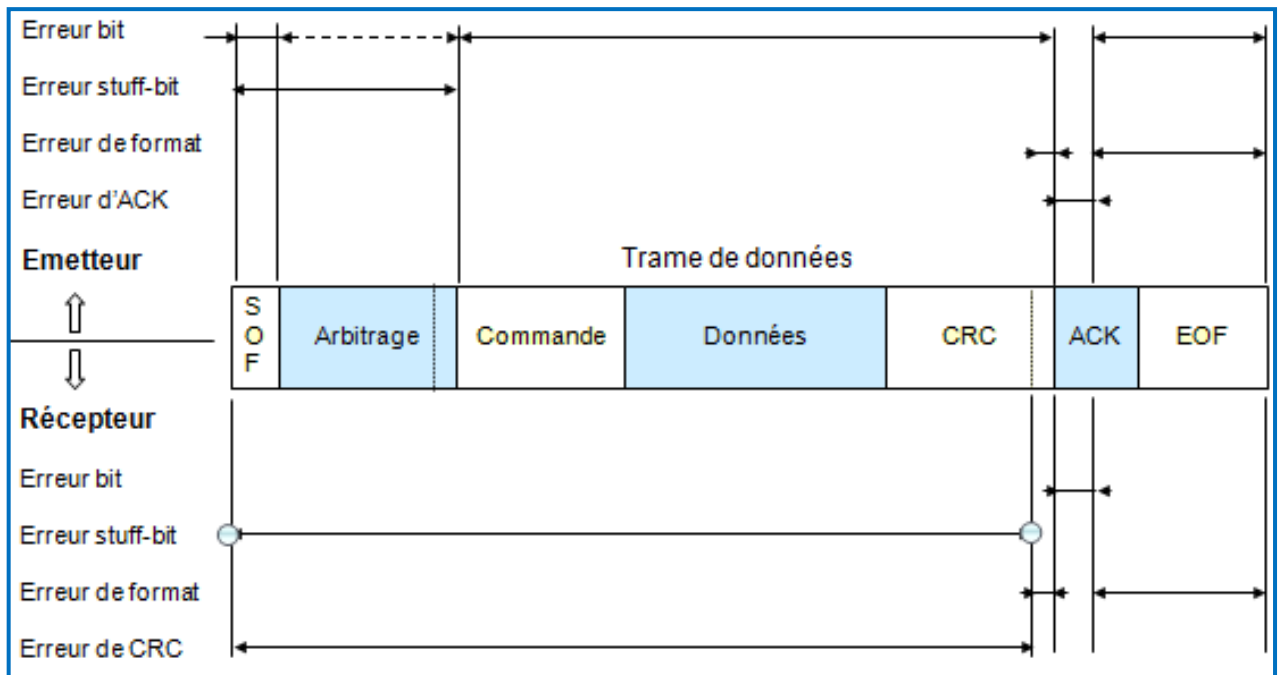 Erreur bit
Erreur stuff-bit
Erreur de format
Erreur d'ACK
Emetteur
Trame de données
SOF
Arbitrage
Commande
Données
CRC
ACK
EOF
Récepteur
Erreur bit
Erreur stuff-bit
Erreur de format
Erreur de CRC